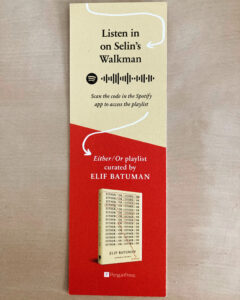 Listen in
on Selin's
Walkman
Scan the code in the Spotify
app to access the playlist
Either/Or playlist
curated by
ELIF BATUMAN
ELIF BATUMAN
PenguinPress